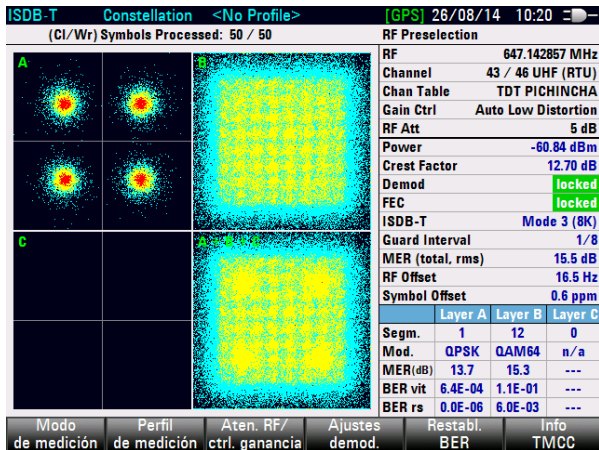 ISDB-T Constellation <No Profile> [GPS] 26/08/14 10:20
(Cl/Wr) Symbols Processed: 50 / 50
A
B
C
A + B + C
RF Preselection
RF 647.142857 MHz
Channel 43 / 46 UHF (RTU)
Chan Table TDT PICHINCHA
Gain Ctrl Auto Low Distortion
RF Att 5 dB
Power -60.84 dBm
Crest Factor 12.70 dB
Demod locked
FEC locked
ISDB-T Mode 3 (8K)
Guard Interval 1/8
MER (total, rms) 15.5 dB
RF Offset 16.5 Hz
Symbol Offset 0.6 ppm
Layer A Layer B Layer C
Segm. 1 12 0
Mod. QPSK QAM64 n/a
MER(dB) 13.7 15.3 ---
BER vit 6.4E-04 1.1E-01 ---
BER rs 0.0E-06 6.0E-03 ---
Modo de medición
Perfil de medición
Aten. RF/ ctrl. ganancia
Ajustes demod.
Restabl. BER
Info TMCC